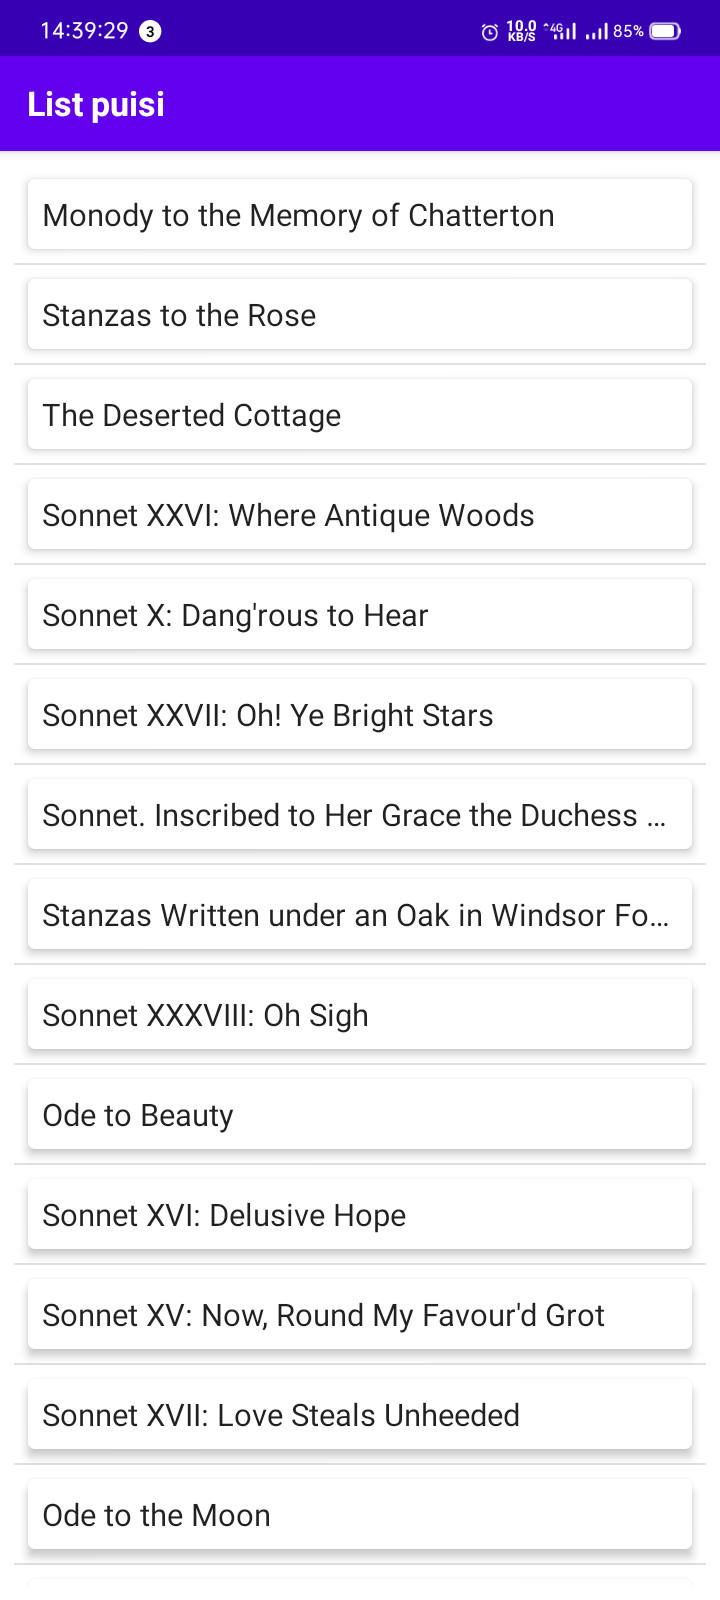 14:39:29 3 10.0 KB/S 4G 85%
List puisi
Monody to the Memory of Chatterton
Stanzas to the Rose
The Deserted Cottage
Sonnet XXVI: Where Antique Woods
Sonnet X: Dang'rous to Hear
Sonnet XXVII: Oh! Ye Bright Stars
Sonnet. Inscribed to Her Grace the Duchess ...
Stanzas Written under an Oak in Windsor Fo...
Sonnet XXXVIII: Oh Sigh
Ode to Beauty
Sonnet XVI: Delusive Hope
Sonnet XV: Now, Round My Favour'd Grot
Sonnet XVII: Love Steals Unheeded
Ode to the Moon